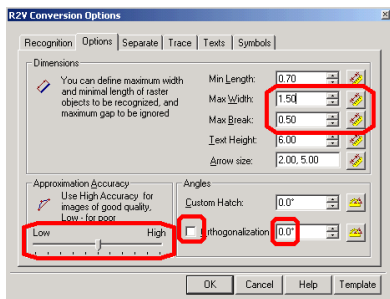 R2V Conversion Options
Recognition Options Separate Trace Texts Symbols
Dimensions
You can define maximum width
and minimal length of raster
objects to be recognized, and
maximum gap to be ignored
Min Length: 0.70
Max Width: 1.50
Max Break: 0.50
Text Height: 6.00
Arrow size: 2.00, 5.00
Approximation Accuracy
Use High Accuracy for
images of good quality,
Low - for poor
Low High
Angles
Custom Hatch: 0.0°
Orthogonalization 0.0°
OK Cancel Help Template